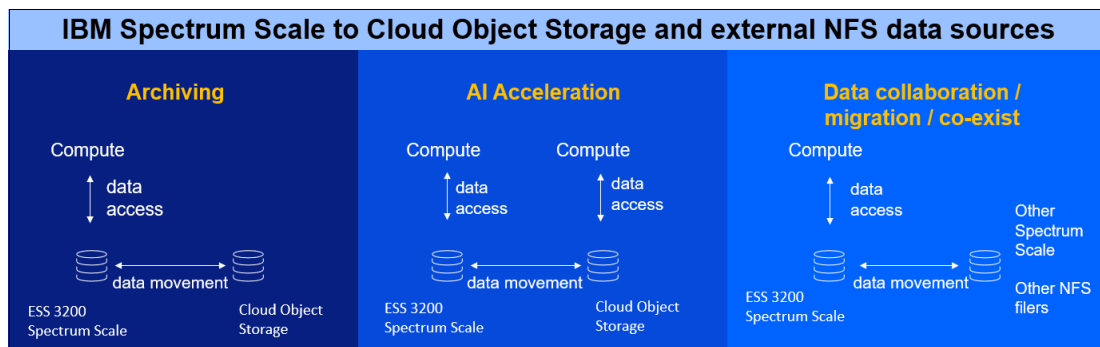 IBM Spectrum Scale to Cloud Object Storage and external NFS data sources
Archiving
Compute
data
access
data movement
ESS 3200
Spectrum Scale
Cloud Object
Storage
AI Acceleration
Compute
Compute
data
access
data
access
data movement
ESS 3200
Spectrum Scale
Cloud Object
Storage
Data collaboration /
migration / co-exist
Compute
data
access
Other
Spectrum
Scale
data movement
Other NFS
filers
ESS 3200
Spectrum Scale